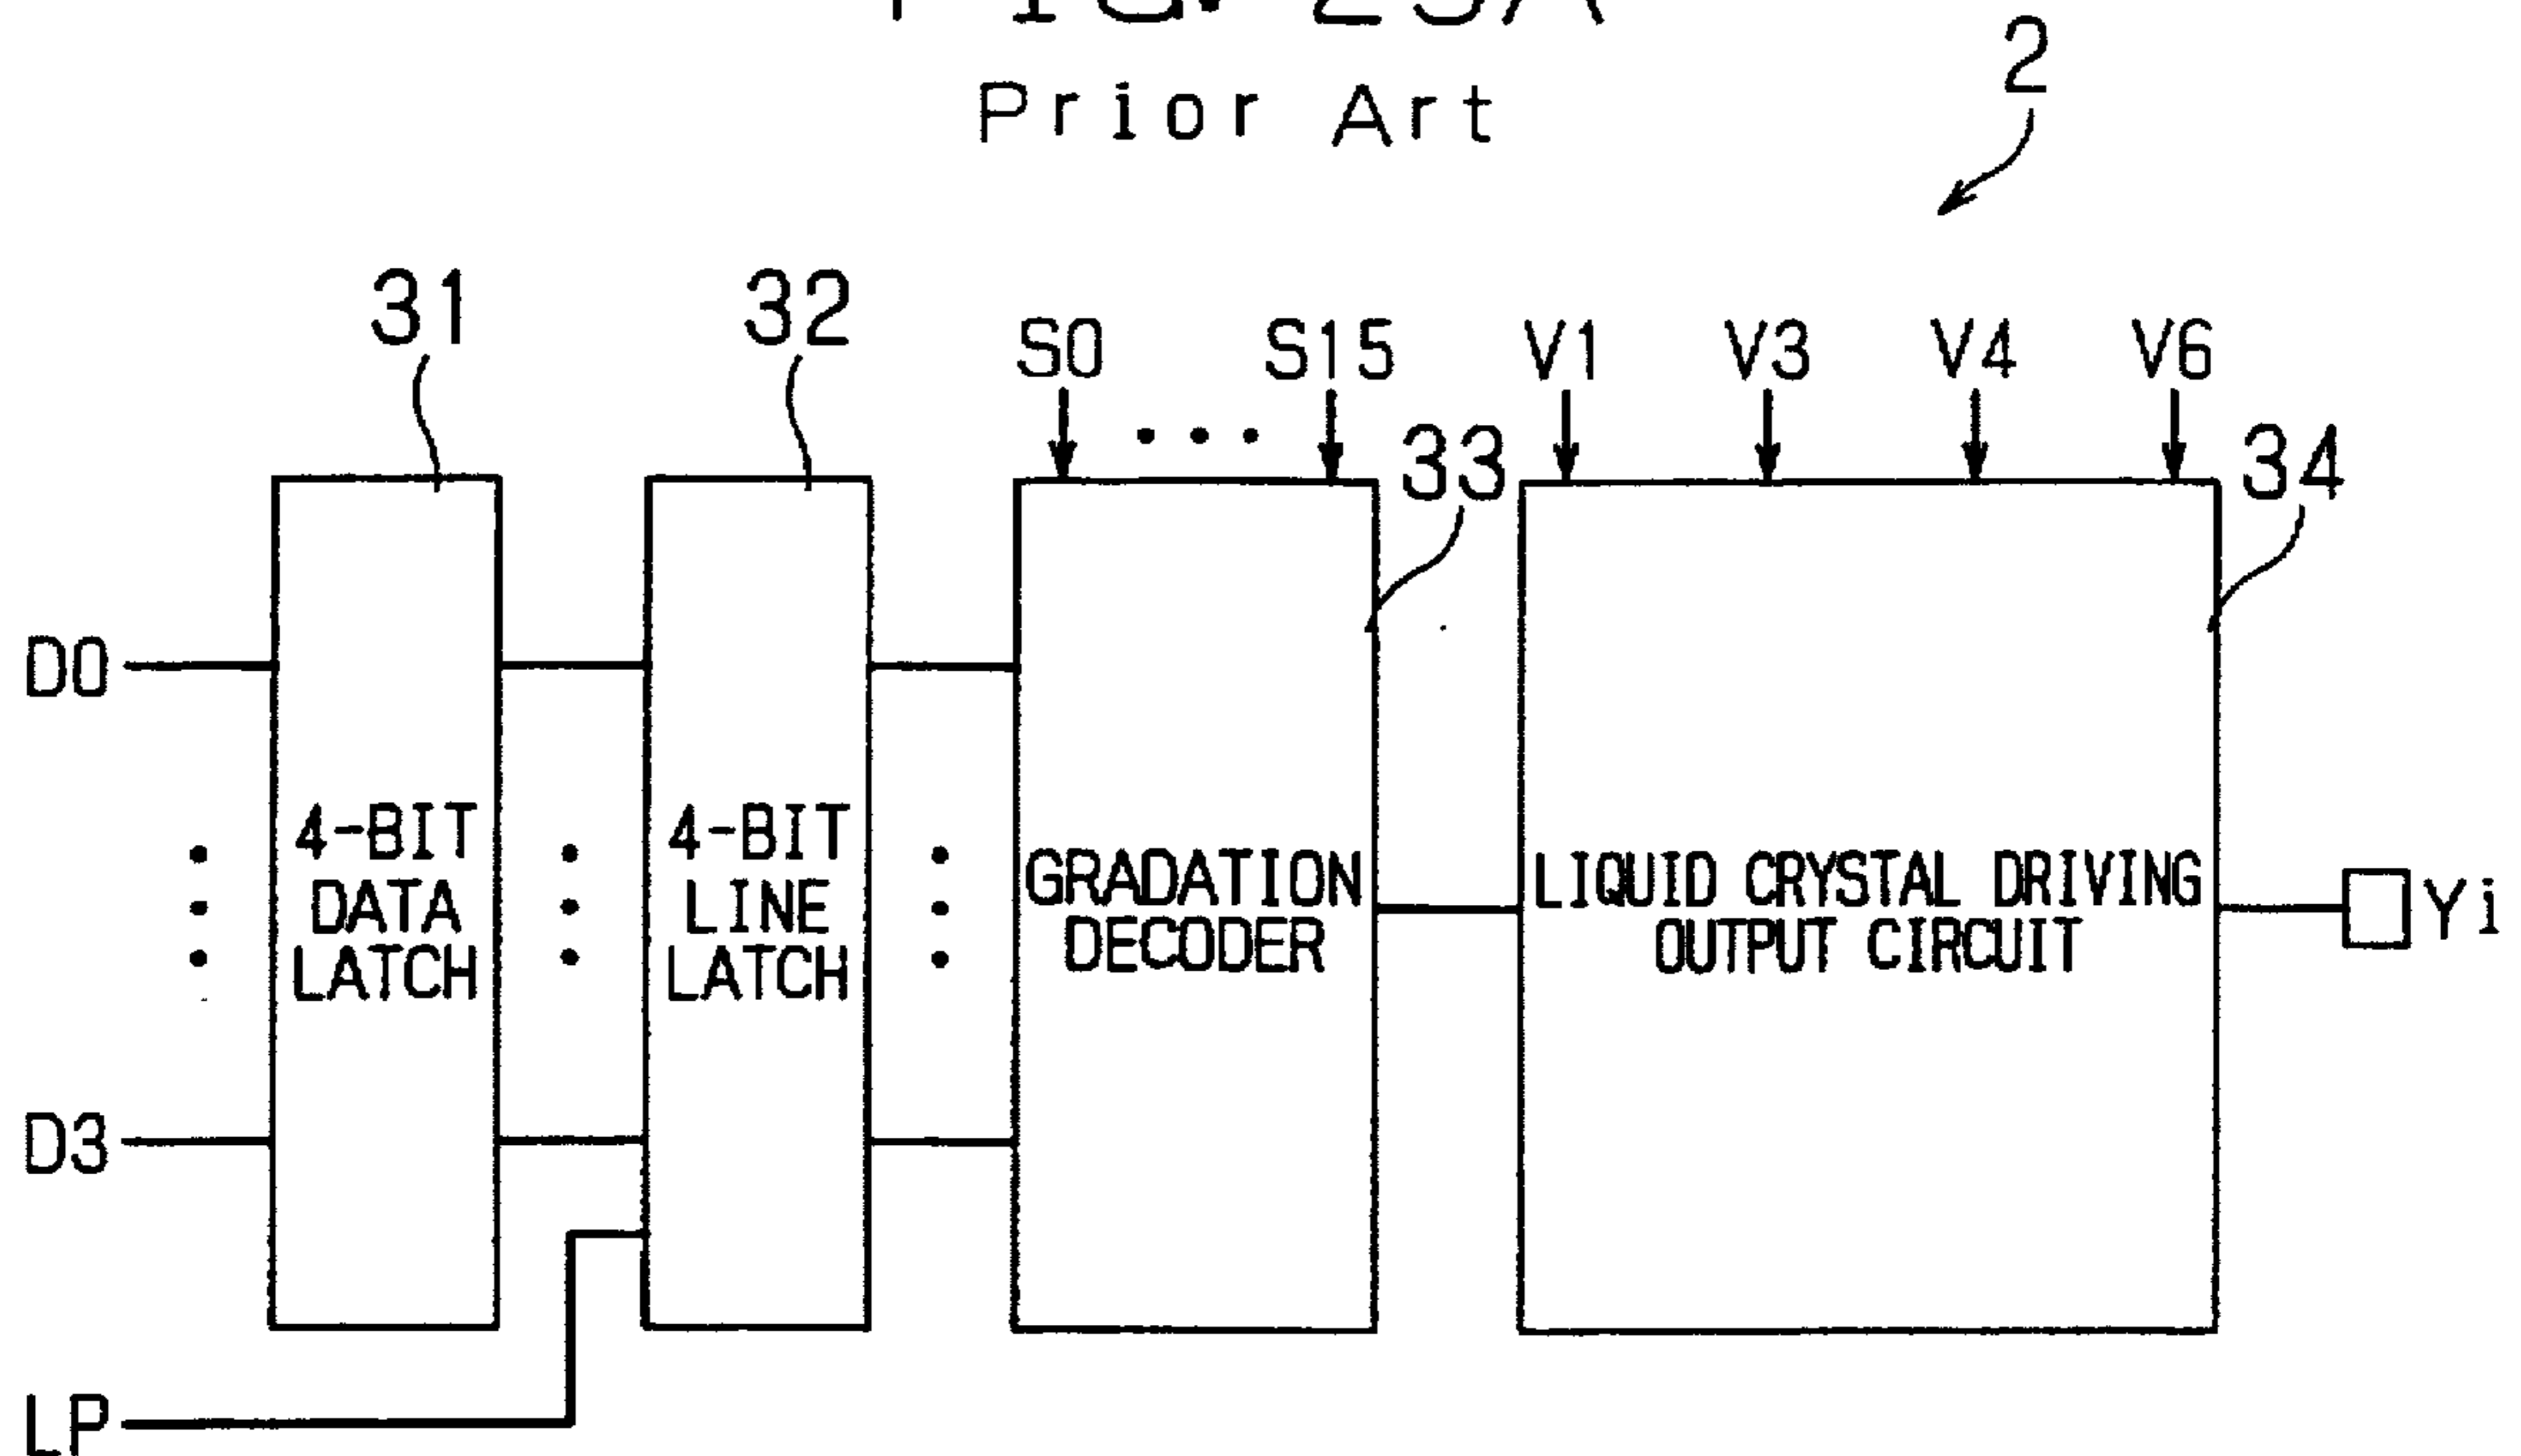 Prior Art
2
31
32
S0
S15
V1
V3
V4
V6
33
34
D0
4-BIT
DATA
LATCH
4-BIT
LINE
LATCH
GRADATION
DECODER
LIQUID CRYSTAL DRIVING
OUTPUT CIRCUIT
Yi
D3
LP